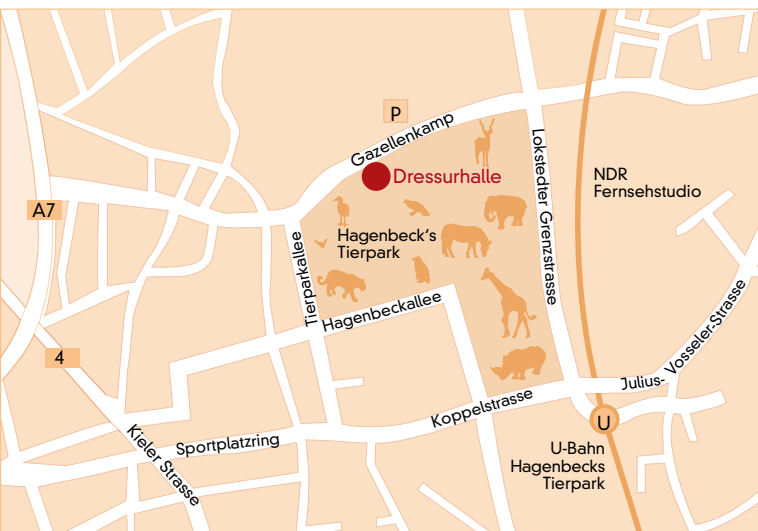 P
Gazellenkamp
Dressurhalle
Lokstedter Grenzstrasse
NDR
Fernsehstudio
A7
Hagenbeck's
Tierpark
Tierparkallee
Hagenbeckallee
4
Julius- Vosseler-Strasse
Koppelstrasse
Kieler Strasse
Sportplatzring
U
U-Bahn
Hagenbecks
Tierpark